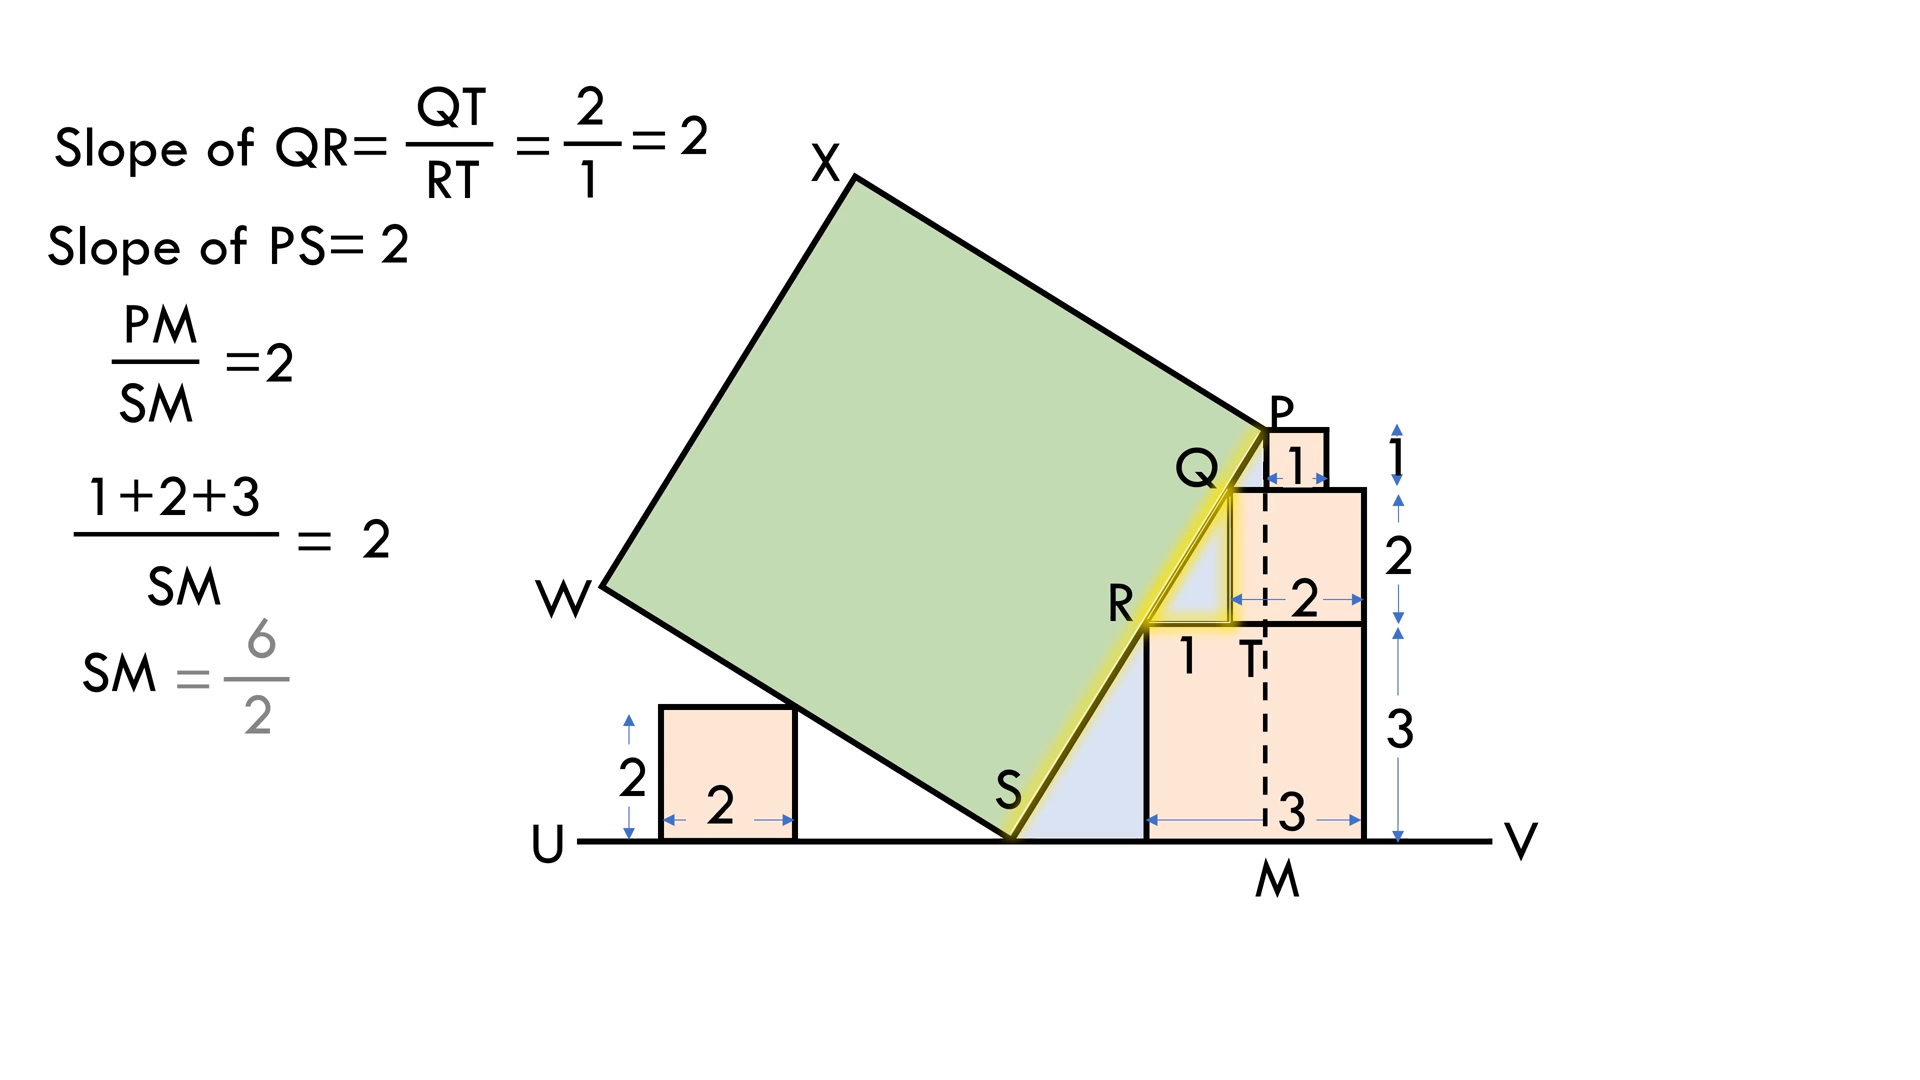 Slope of QR= QT/RT = 2/1 = 2
Slope of PS= 2
PM/SM =2
1+2+3/SM = 2
SM = 6/2
X
P
Q
1
1
2
W
R
2
1
T
3
2
2
S
3
U
V
M